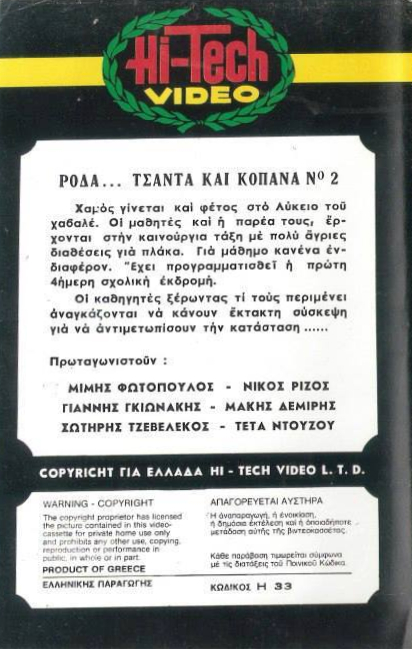 Hi-Tech
VIDEO
ΡΟΔΑ... ΤΣΑΝΤΑ ΚΑΙ ΚΟΠΑΝΑ Νο 2
Χαμός γίνεται καί φέτος στό Λύκειο τοῦ
χαβαλέ. Οἱ μαθητές καί ἡ παρέα τους, ἔρ-
χονται στήν καινούργια τάξη μέ πολύ ἄγριες
διαθέσεις γιά πλάκα. Γιά μάθημο κανένα ἐν-
διαφέρον. Ἔχει προγραμματισθεῖ ἡ πρώτη
4ήμερη σχολική ἐκδρομή.
Οἱ καθηγητές ξέρωντας τί τούς περιμένει
ἀναγκάζονται νά κάνουν ἔκτακτη σύσκεψη
γιά νά ἀντιμετωπίσουν τήν κατάσταση ......
Πρωταγωνιστοῦν :
ΜΙΜΗΣ ΦΩΤΟΠΟΥΛΟΣ - ΝΙΚΟΣ ΡΙΖΟΣ
ΓΙΑΝΝΗΣ ΓΚΙΩΝΑΚΗΣ - ΜΑΚΗΣ ΔΕΜΙΡΗΣ
ΣΩΤΗΡΗΣ ΤΖΕΒΕΛΕΚΟΣ - ΤΕΤΑ ΝΤΟΥΖΟΥ
COPYRICHT ΓΙΑ ΕΛΛΑΔΑ HI - TECH VIDEO L. T. D.
WARNING - COPYRIGHT
The copyright proprietor has licensed
the picture contained in this video-
cassette for private home use only
and prohibits any other use, copying,
reproduction or performance in
public, in whole or in part.
PRODUCT OF GREECE
ΕΛΛΗΝΙΚΗΣ ΠΑΡΑΓΩΓΗΣ
ΑΠΑΓΟΡΕΥΕΤΑΙ ΑΥΣΤΗΡΑ
Ἡ ἀναπαραγωγή, ἡ ἐνοικίαση,
ἡ δημόσια ἐκτέλεση καί ἡ ὁποιαδήποτε
μετάδοση αὐτῆς τῆς βιντεοκασσέτας.
Κάθε παράβαση τιμωρεῖται σύμφωνα
μέ τίς διατάξεις τοῦ Ποινικοῦ Κώδικα.
ΚΩΔΙΚΟΣ Η 33